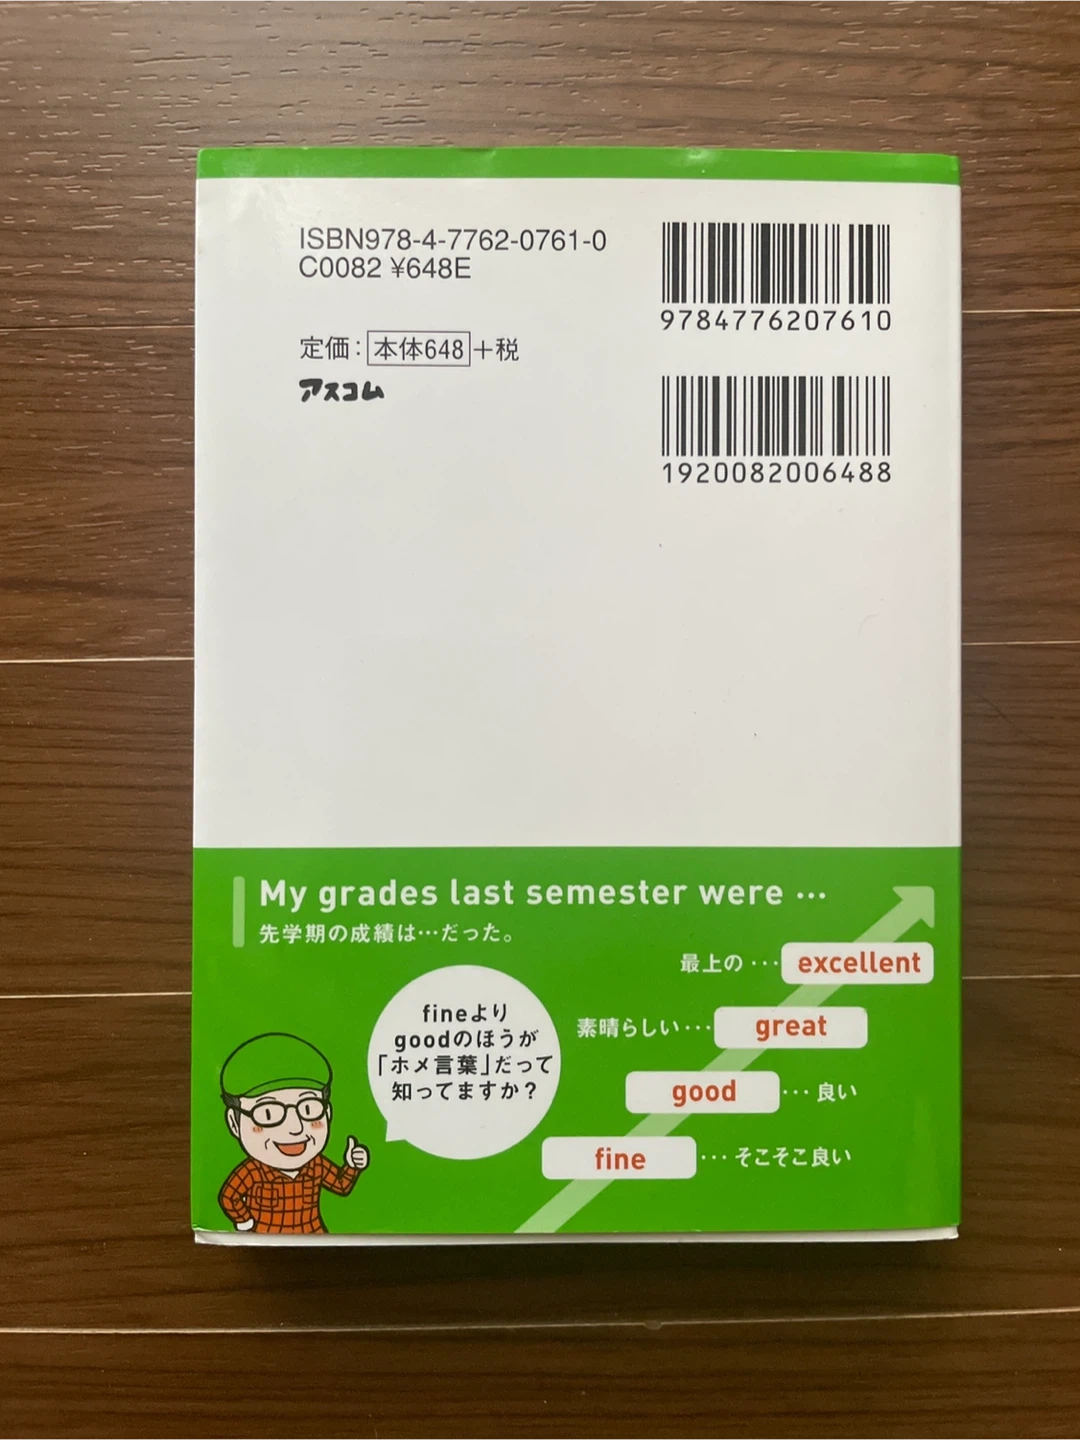 ISBN978-4-7762-0761-0
C0082 ¥648E
9784776207610
定価：本体648+税
アスコム
1920082006488
My grades last semester were …
先学期の成績は…だった。
最上の … excellent
素晴らしい … great
good … 良い
fine … そこそこ良い
fineより
goodのほうが
「ホメ言葉」だって
知ってますか？